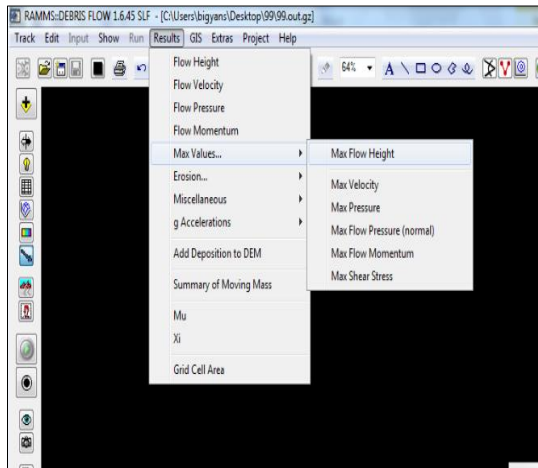 RAMMS::DEBRIS FLOW 1.6.45 SLF - [C:\Users\bigyans\Desktop\99\99.out.gz]
Track Edit Input Show Run Results GIS Extras Project Help
64%
Flow Height
Flow Velocity
Flow Pressure
Flow Momentum
Max Values...
Erosion...
Miscellaneous
g Accelerations
Add Deposition to DEM
Summary of Moving Mass
Mu
Xi
Grid Cell Area
Max Flow Height
Max Velocity
Max Pressure
Max Flow Pressure (normal)
Max Flow Momentum
Max Shear Stress